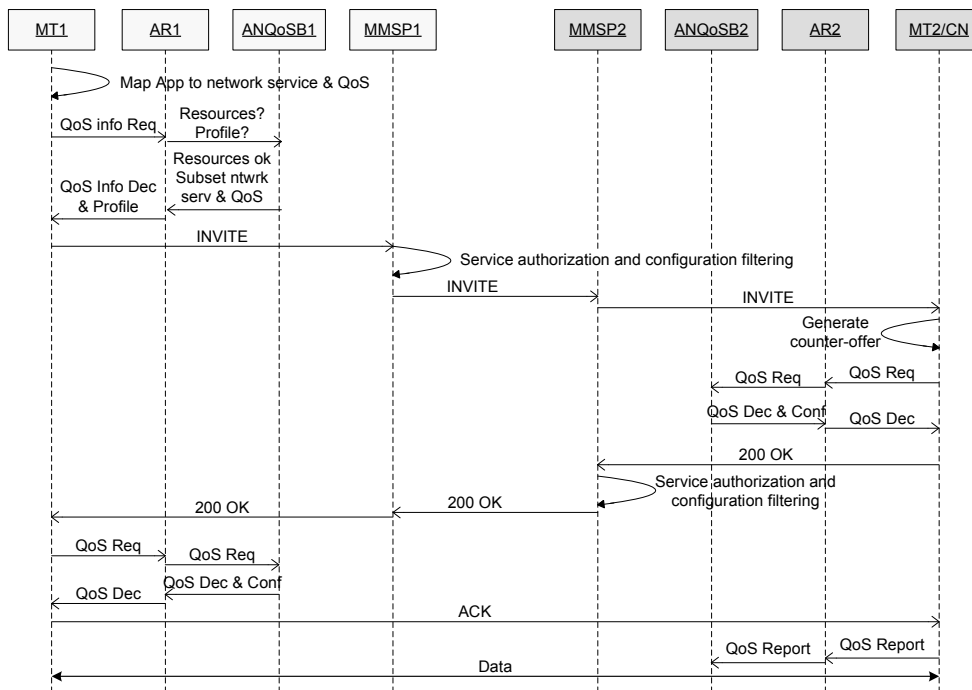 MT1
AR1
ANQoSB1
MMSP1
MMSP2
ANQoSB2
AR2
MT2/CN
Map App to network service & QoS
QoS info Req
Resources?
Profile?
Resources ok
Subset ntwrk
serv & QoS
QoS Info Dec
& Profile
INVITE
Service authorization and configuration filtering
INVITE
INVITE
Generate
counter-offer
QoS Req
QoS Req
QoS Dec & Conf
QoS Dec
200 OK
Service authorization and
configuration filtering
200 OK
200 OK
QoS Req
QoS Req
QoS Dec & Conf
QoS Dec
ACK
QoS Report
QoS Report
Data